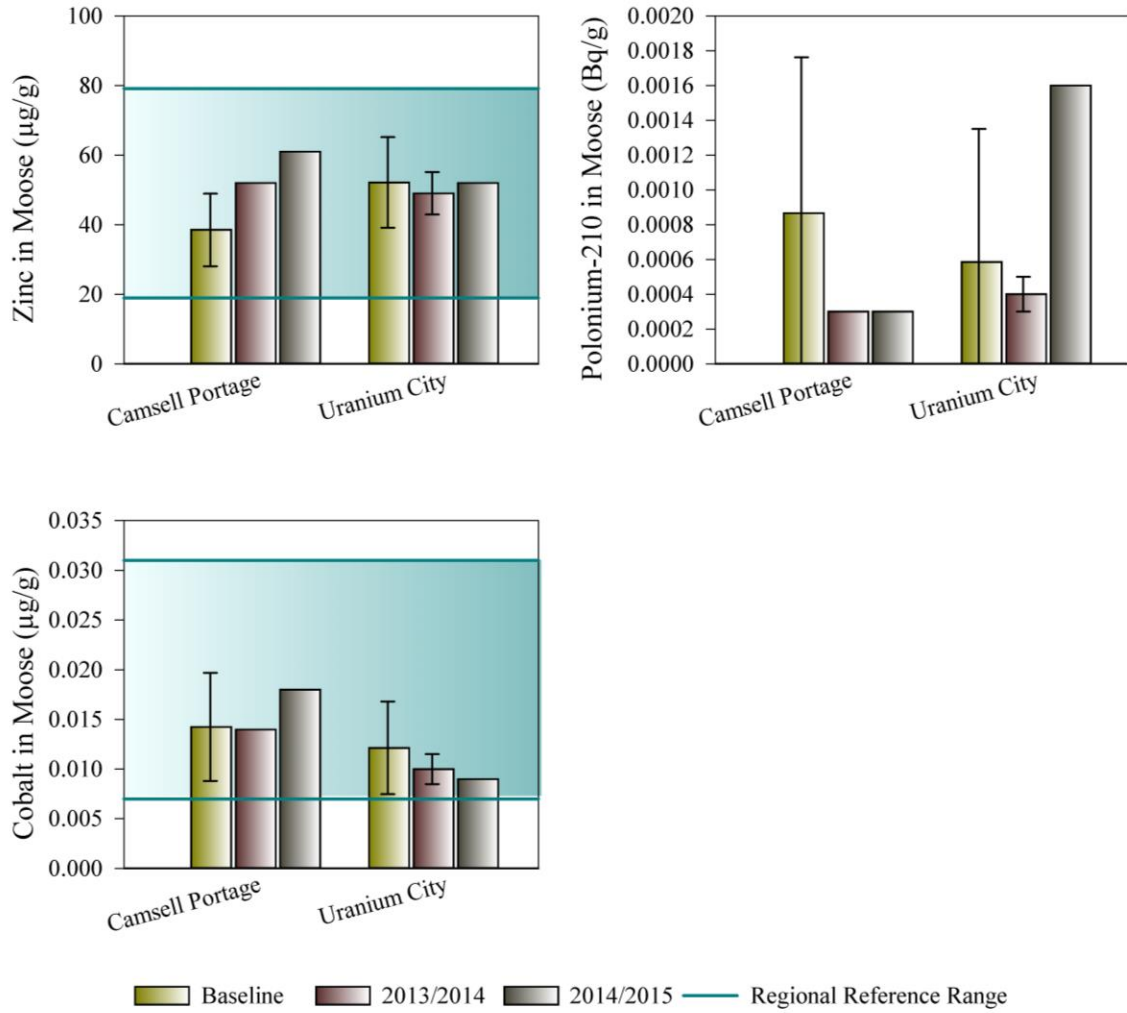 Zinc in Moose (µg/g)
100
80
60
40
20
0
Camsell Portage
Uranium City
Polonium-210 in Moose (Bq/g)
0.0020
0.0018
0.0016
0.0014
0.0012
0.0010
0.0008
0.0006
0.0004
0.0002
0.0000
Camsell Portage
Uranium City
Cobalt in Moose (µg/g)
0.035
0.030
0.025
0.020
0.015
0.010
0.005
0.000
Camsell Portage
Uranium City
Baseline 2013/2014 2014/2015 Regional Reference Range